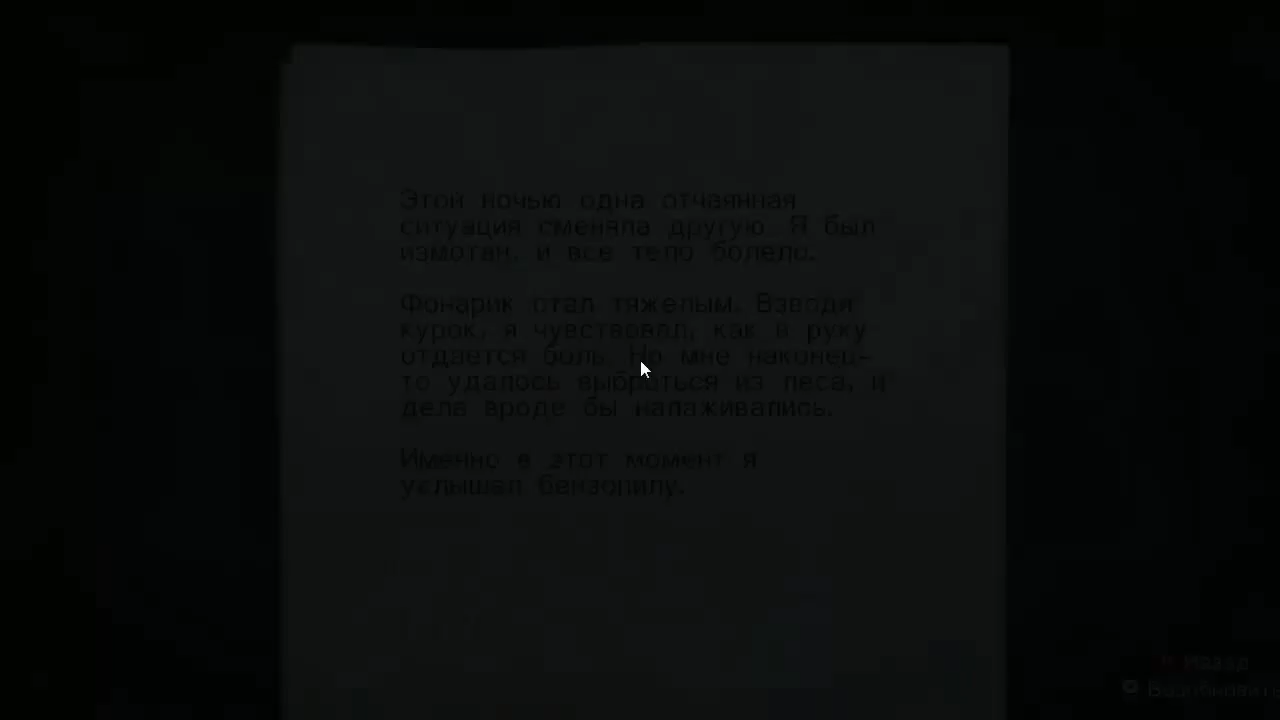 Этой ночью одна отчаянная
ситуация сменяла другую. Я был
измотан, и все тело болело.
Фонарик стал тяжелым. Взводя
курок, я чувствовал, как в руку
отдается боль. Но мне наконец-
то удалось выбраться из леса, и
дела вроде бы налаживались.
Именно в этот момент я
услышал бензопилу.
Назад
Возобновить